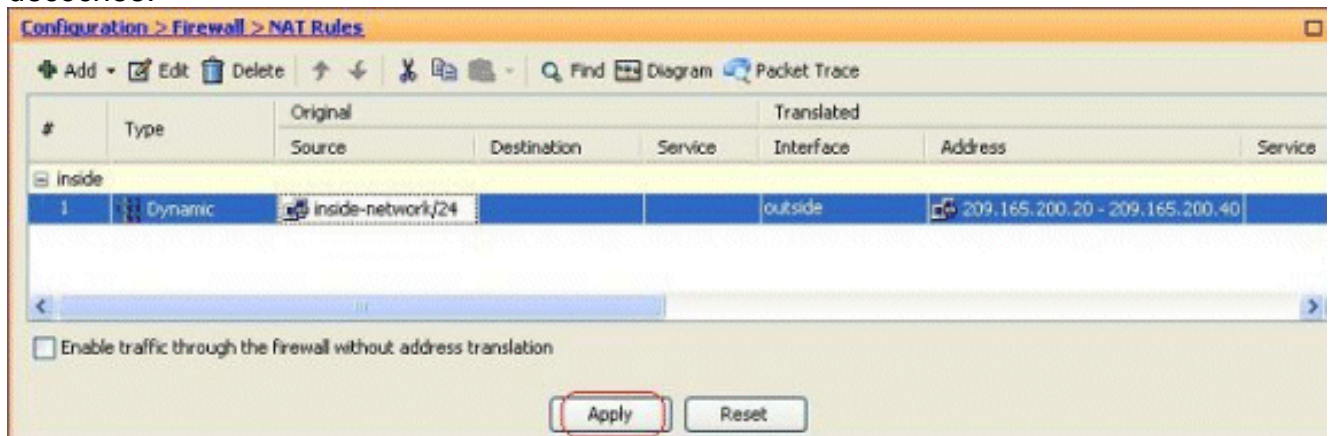 Configuration > Firewall > NAT Rules
Add Edit Delete Find Diagram Packet Trace
# Type Original Translated
Source Destination Service Interface Address Service
inside
1 Dynamic inside-network/24 outside 209.165.200.20 - 209.165.200.40
Enable traffic through the firewall without address translation
Apply Reset